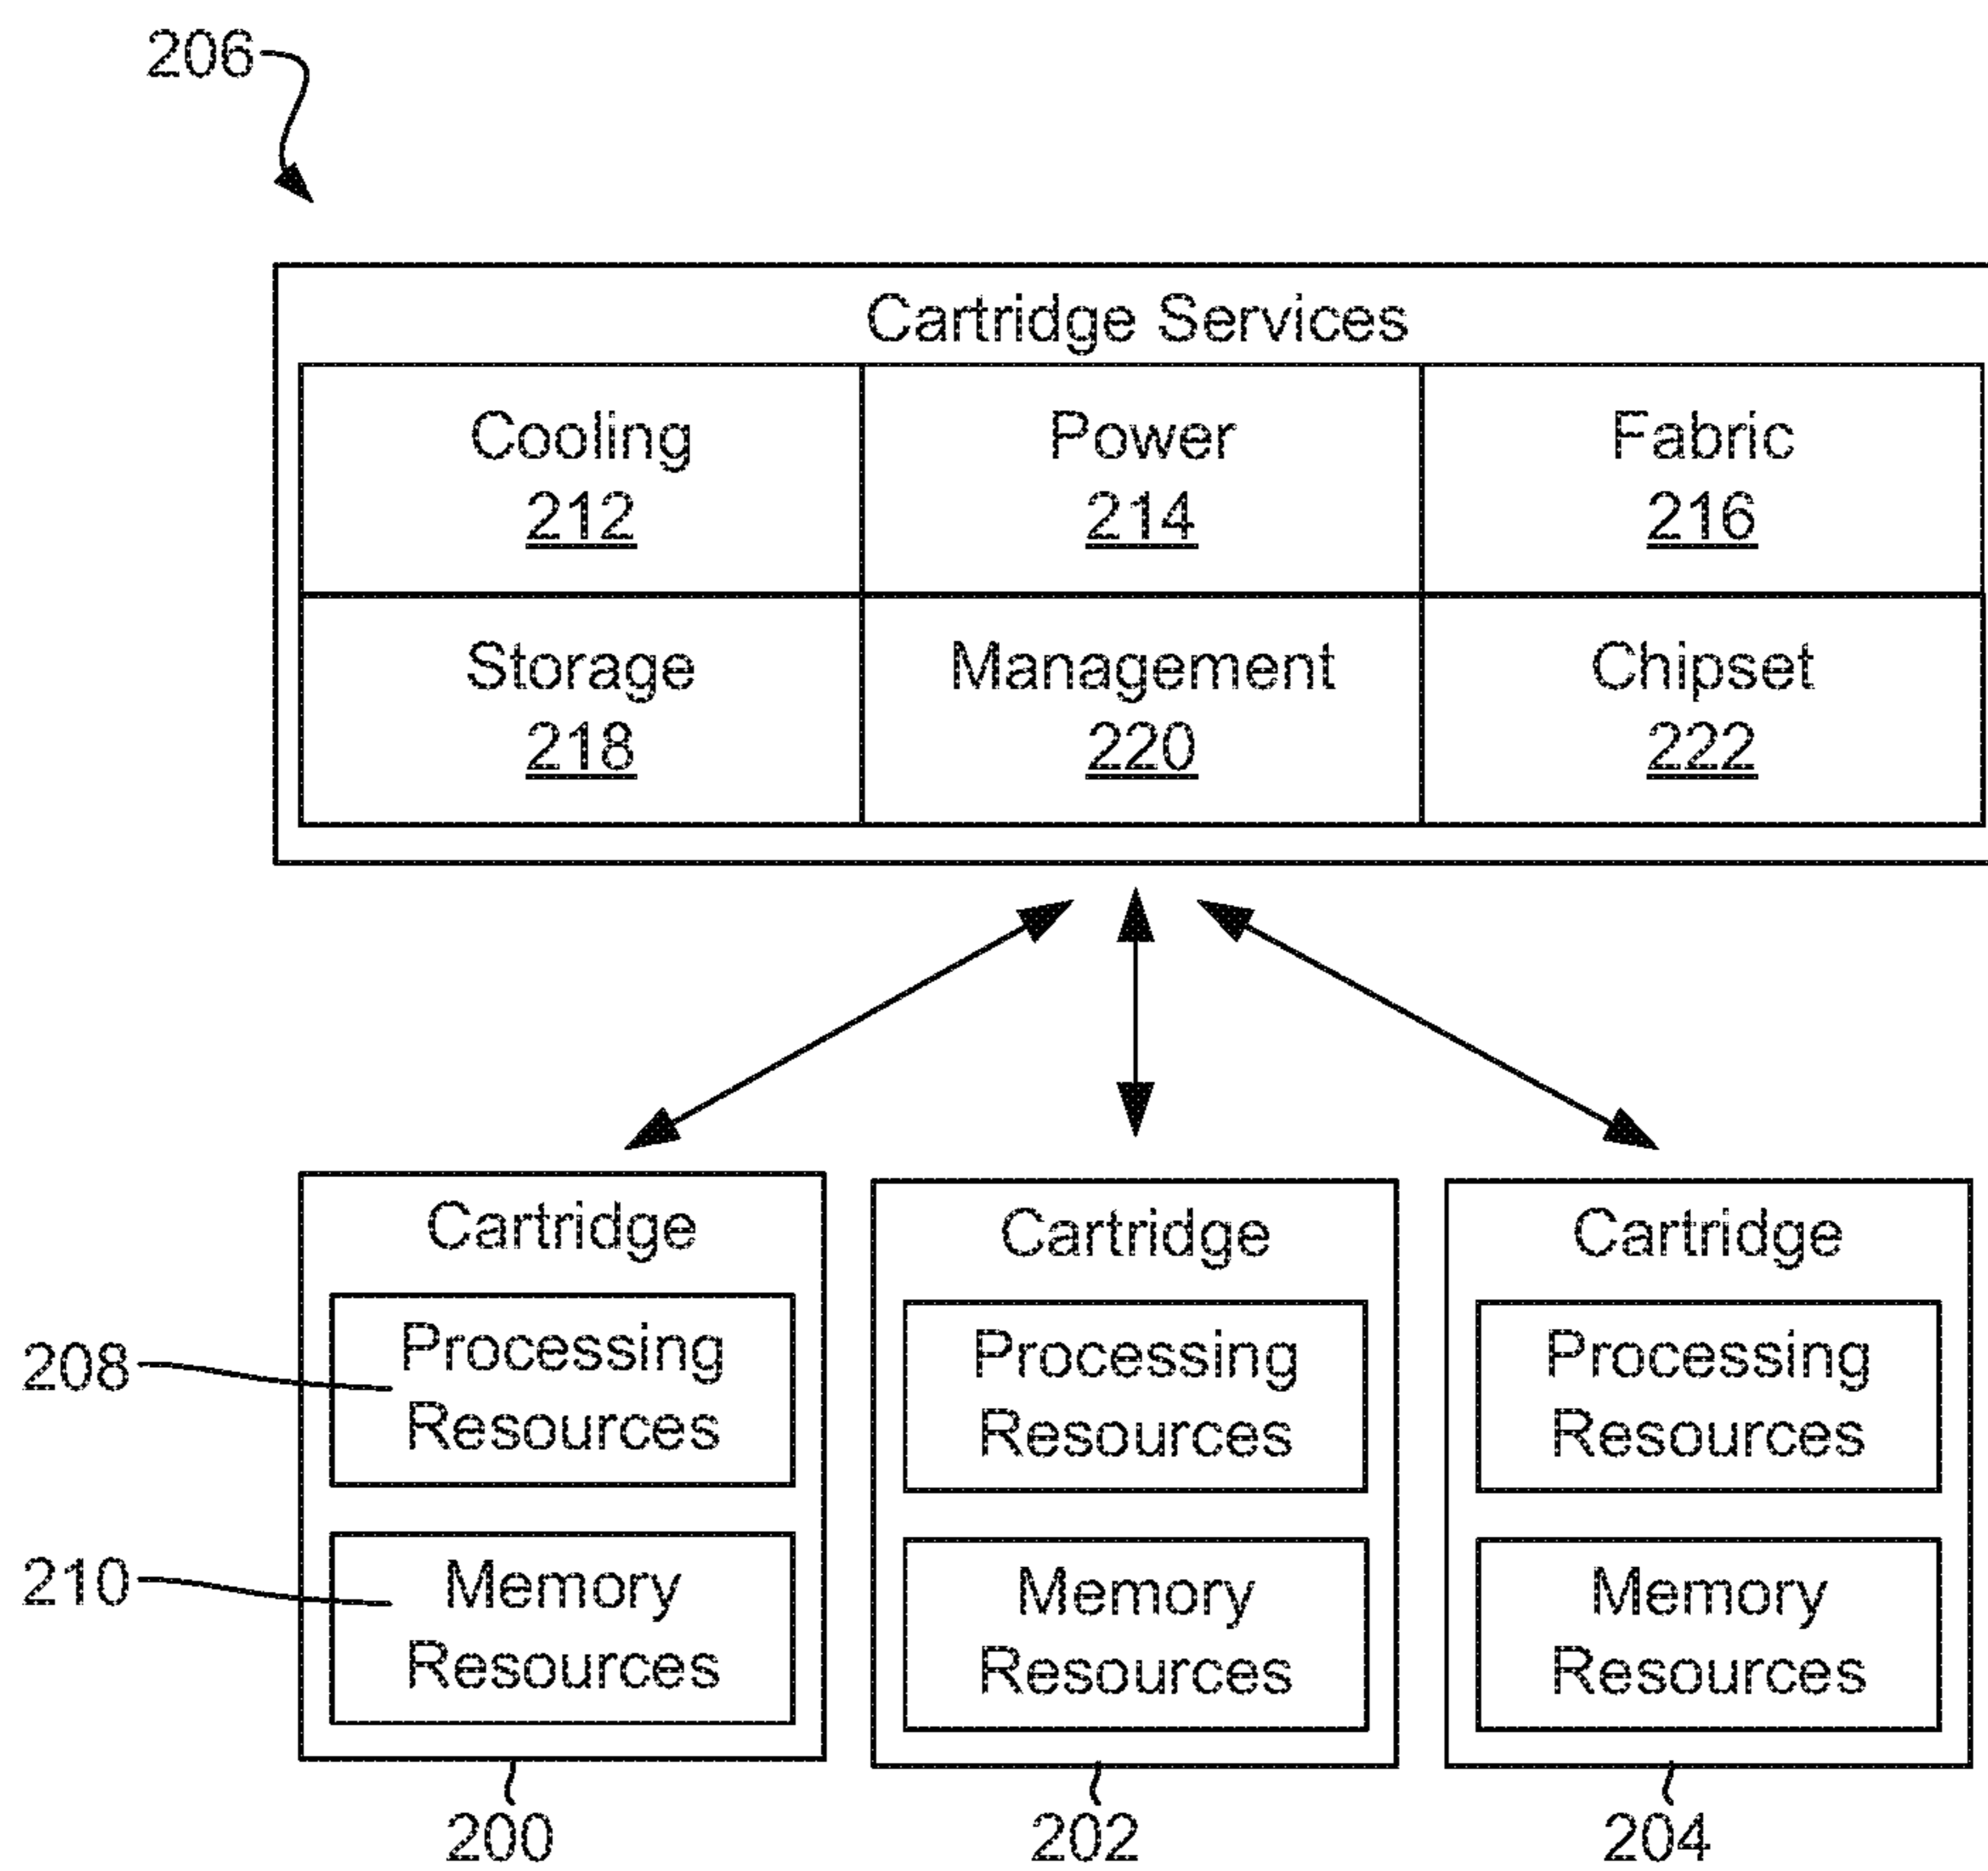 206
Cartridge Services
Cooling
212
Power
214
Fabric
216
Storage
218
Management
220
Chipset
222
Cartridge
Processing
Resources
Memory
Resources
208
210
200
Cartridge
Processing
Resources
Memory
Resources
202
Cartridge
Processing
Resources
Memory
Resources
204